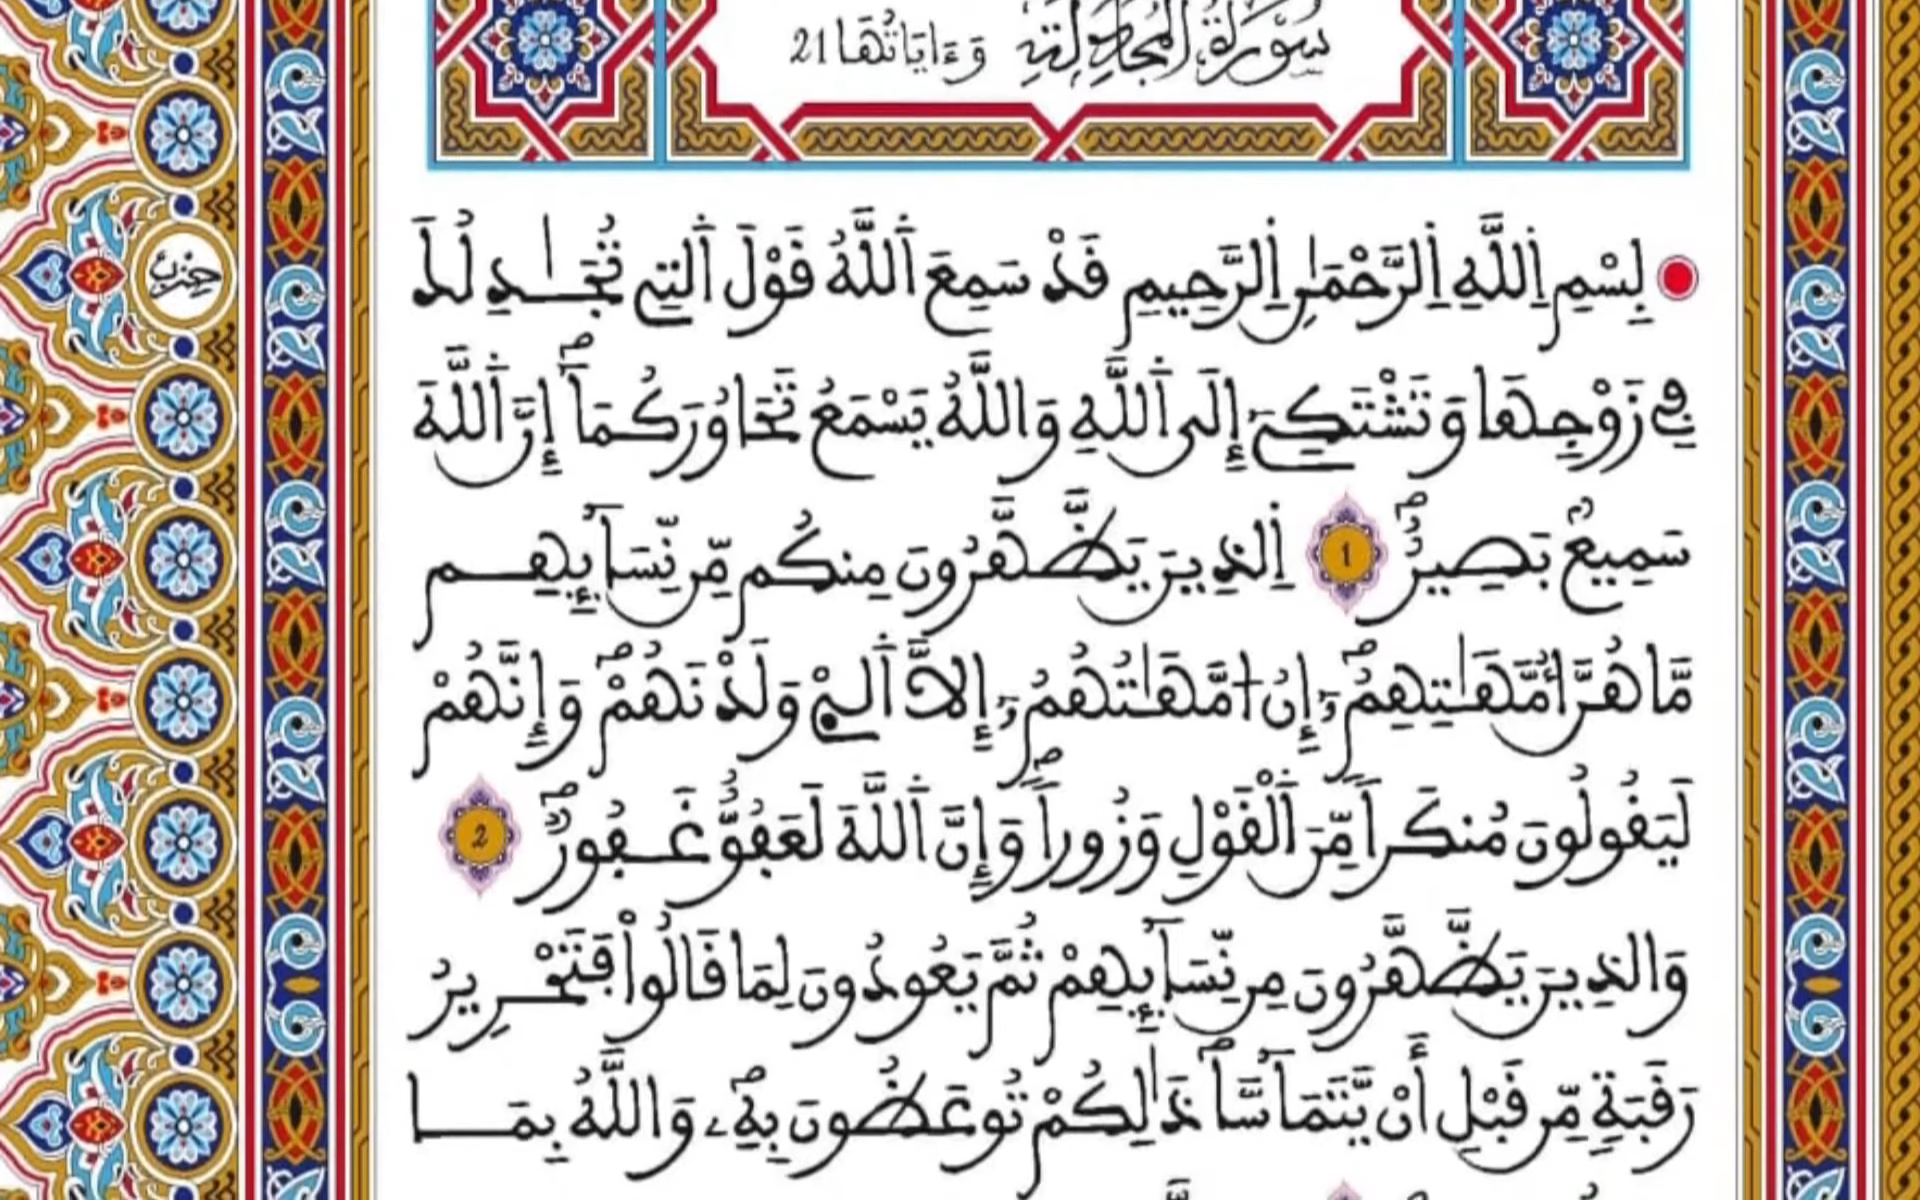 سُورَةُ الْمُجَادِلَةِ وَءَايَاتُهَا 21
حِزْب
بِسْمِ اِ۬للَّهِ اِ۬لرَّحْمَٰنِ اِ۬لرَّحِيمِ قَدْ سَمِعَ اَ۬للَّهُ قَوْلَ اَ۬لتِے تُجَٰدِلُكَ
فِے زَوْجِهَا وَتَشْتَكِےٓ إِلَي اَ۬للَّهِ وَاللَّهُ يَسْمَعُ تَحَاوُرَكُمَآۖ إِنَّ اَ۬للَّهَ
سَمِيعُۢ بَصِيرٌۖ 1 اِ۬لذِينَ يَظَّهَّرُونَ مِنكُم مِّن نِّسَآئِهِم
مَّا هُنَّ أُمَّهَٰتِهِمُۥٓۖ إِنُ ا۟مَّهَٰتُهُمُۥٓ إِلَّا اَ۬لْےْ وَلَدْنَهُمْۖ وَإِنَّهُمْ
لَيَقُولُونَ مُنكَراٗ مِّنَ اَ۬لْقَوْلِ وَزُوراٗۖ وَإِنَّ اَ۬للَّهَ لَعَفُوٌّ غَفُورٞۖ 2
وَالذِينَ يَظَّهَّرُونَ مِن نِّسَآئِهِمْ ثُمَّ يَعُودُونَ لِمَا قَالُواْ فَتَحْرِيرُ
رَقَبَةٖ مِّن قَبْلِ أَنْ يَّتَمَآسَّاۖ ذَٰلِكُمْ تُوعَظُونَ بِهِۦۖ وَاللَّهُ بِمَا